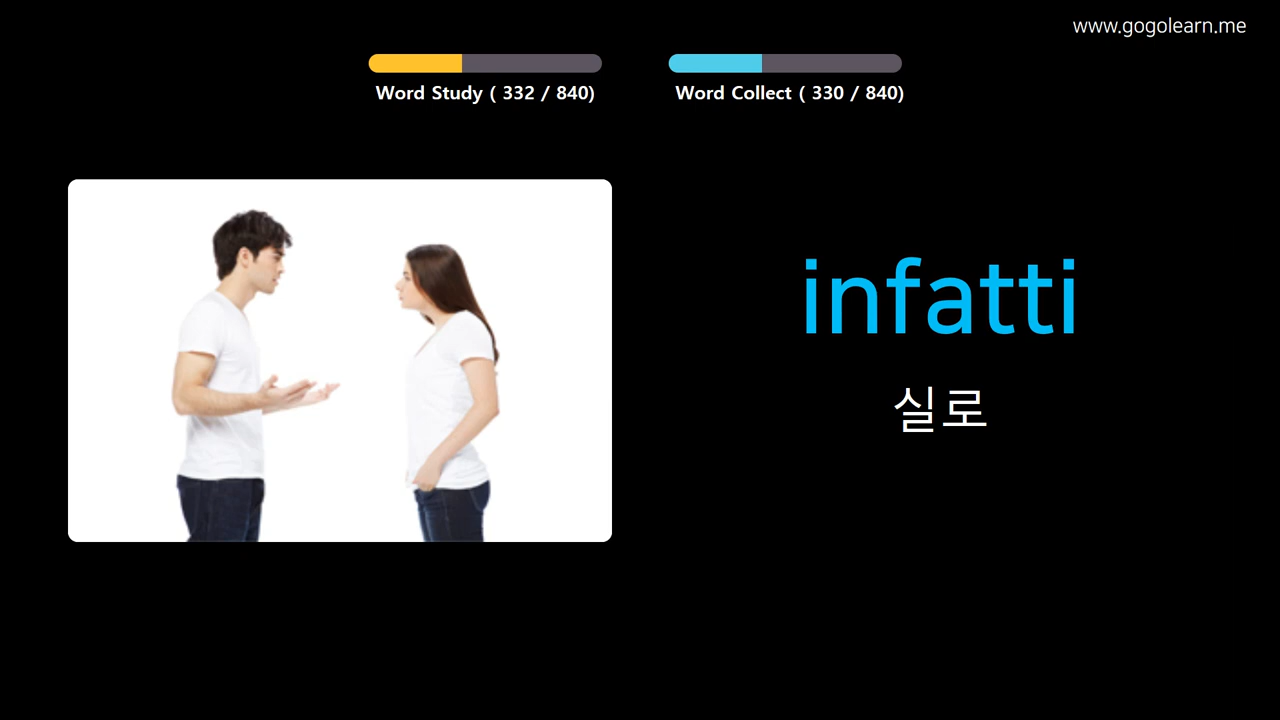 www.gogolearn.me
Word Study ( 332 / 840)
Word Collect ( 330 / 840)
infatti
실로